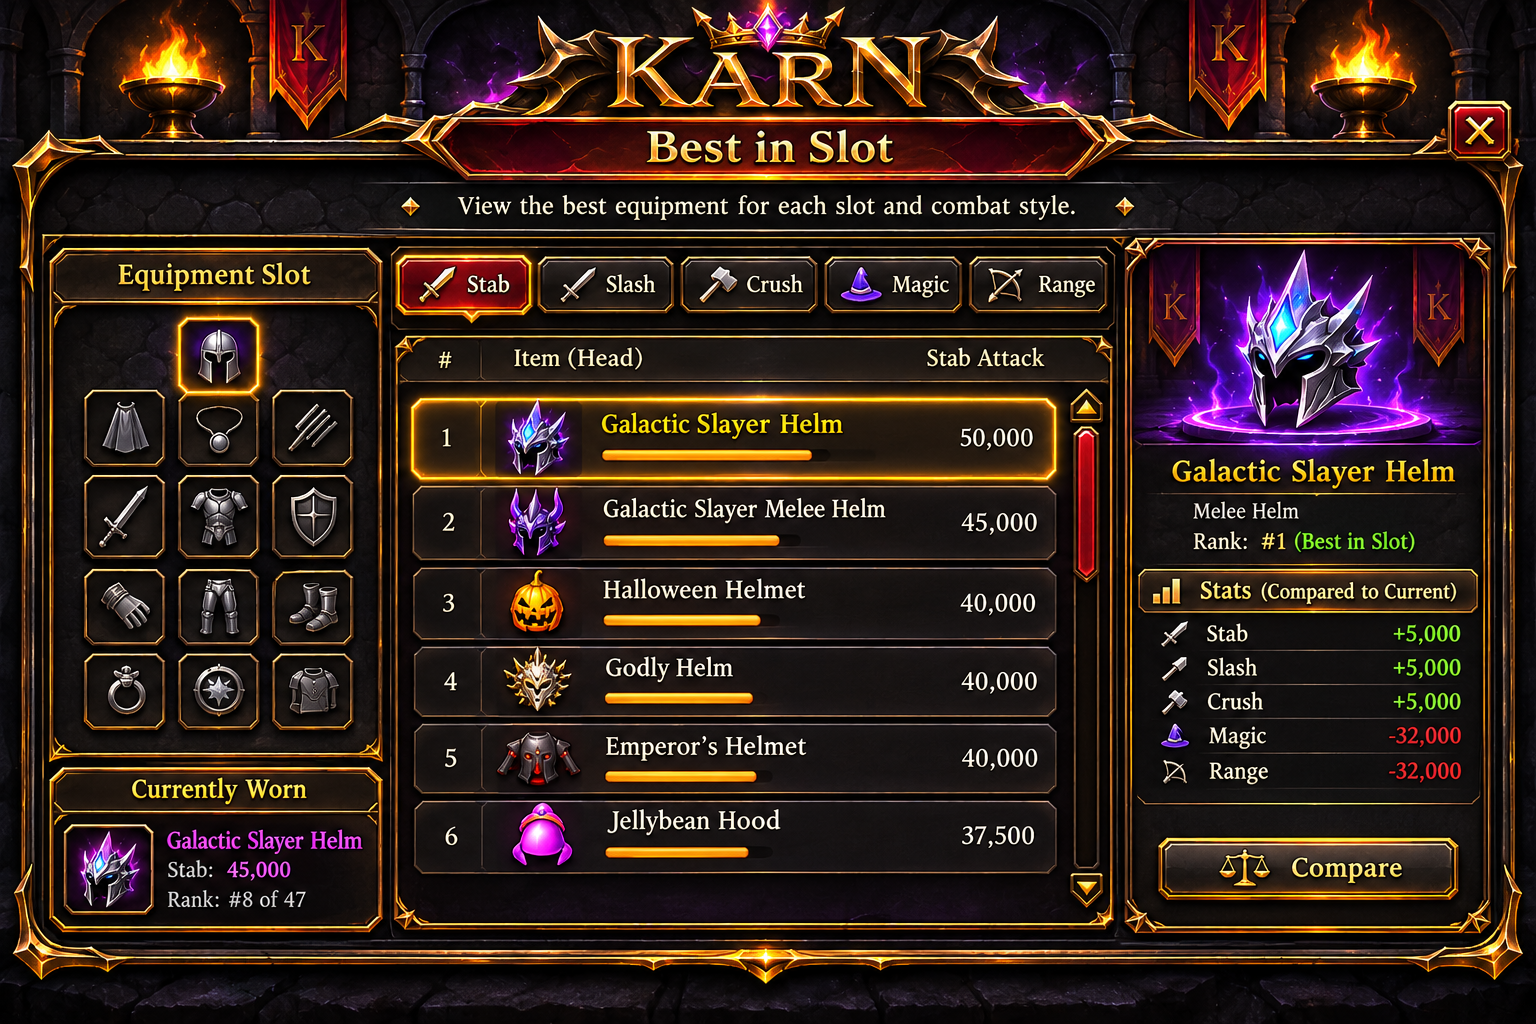 K
KARN
K
Best in Slot
View the best equipment for each slot and combat style.
Equipment Slot
Currently Worn
Galactic Slayer Helm
Stab: 45,000
Rank: #8 of 47
Stab
Slash
Crush
Magic
Range
# Item (Head) Stab Attack
1 Galactic Slayer Helm 50,000
2 Galactic Slayer Melee Helm 45,000
3 Halloween Helmet 40,000
4 Godly Helm 40,000
5 Emperor's Helmet 40,000
6 Jellybean Hood 37,500
K
K
Galactic Slayer Helm
Melee Helm
Rank: #1 (Best in Slot)
Stats (Compared to Current)
Stab +5,000
Slash +5,000
Crush +5,000
Magic -32,000
Range -32,000
Compare